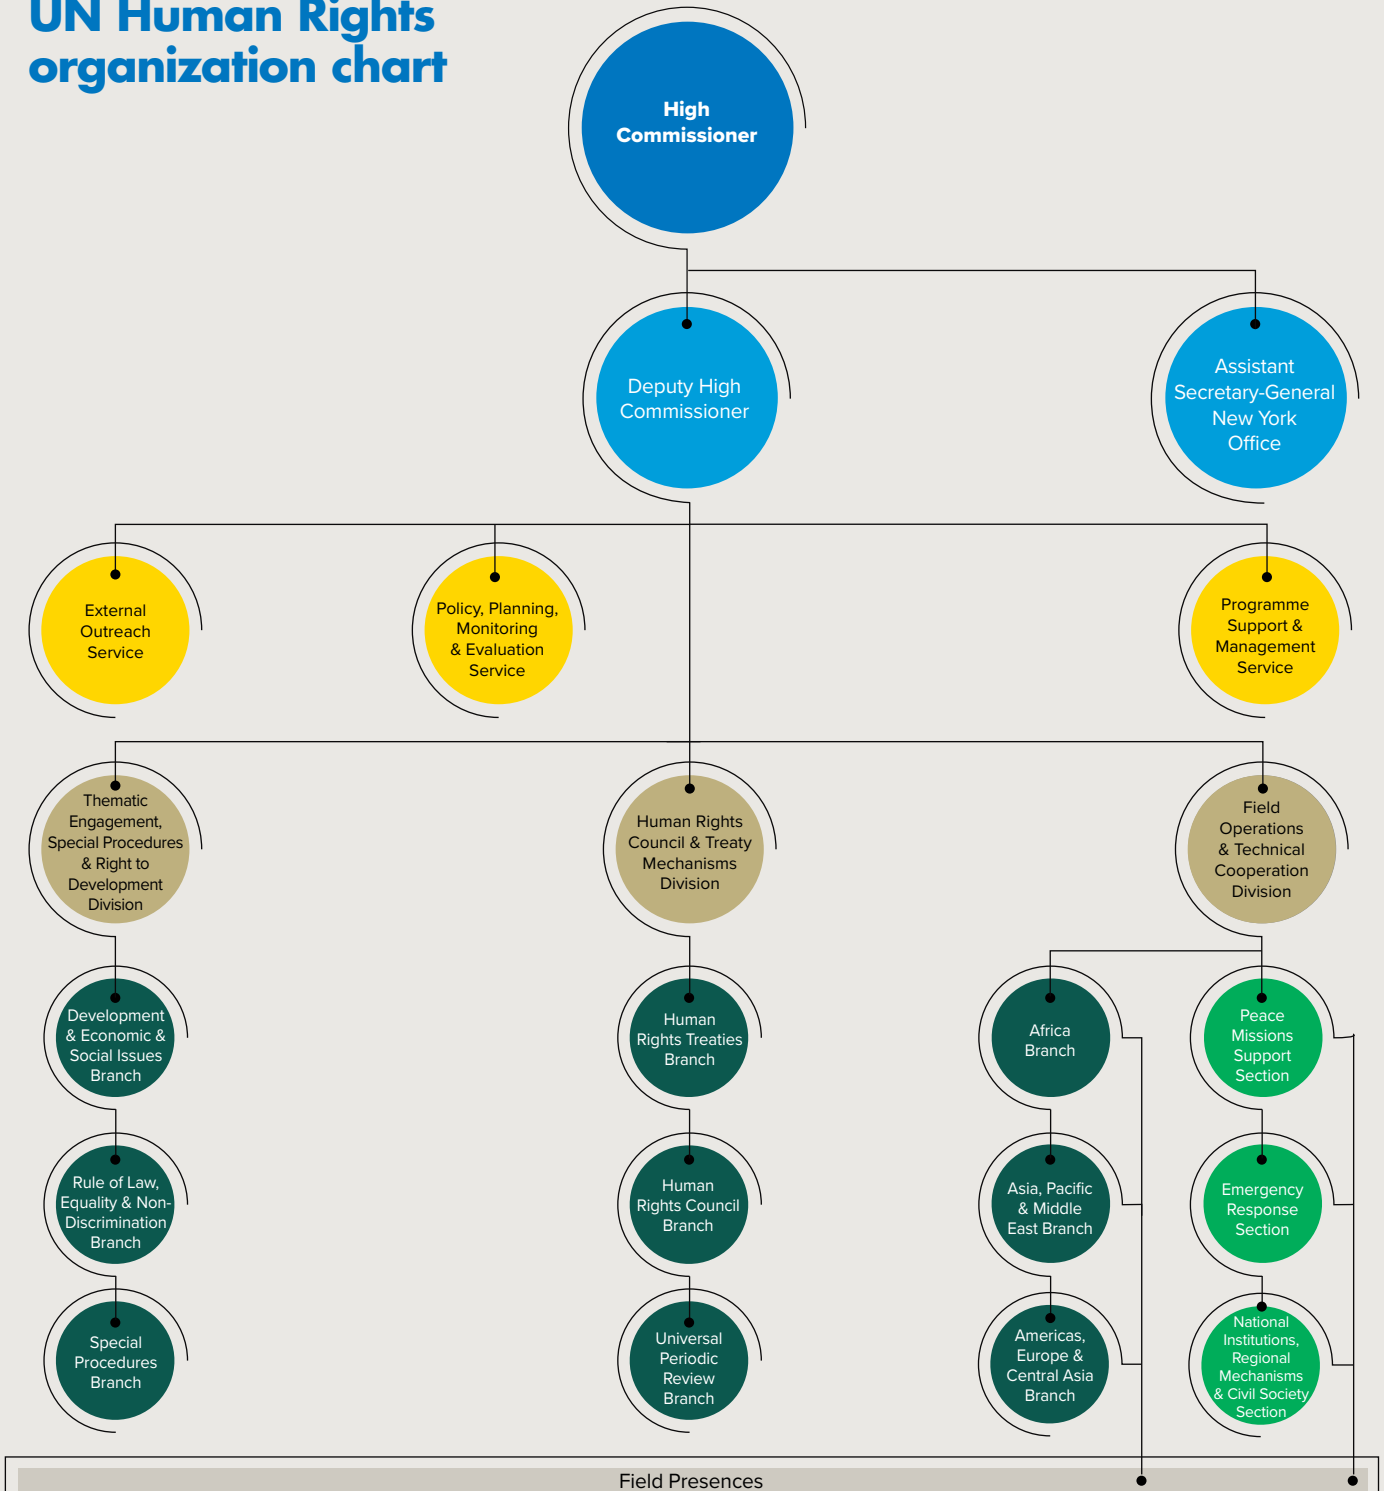 UN Human Rights
organization chart
High
Commissioner
Deputy High
Commissioner
Assistant
Secretary-General
New York
Office
External
Outreach
Service
Policy, Planning,
Monitoring
& Evaluation
Service
Programme
Support &
Management
Service
Thematic
Engagement,
Special Procedures
& Right to
Development
Division
Human Rights
Council & Treaty
Mechanisms
Division
Field
Operations
& Technical
Cooperation
Division
Development
& Economic &
Social Issues
Branch
Human
Rights Treaties
Branch
Africa
Branch
Peace
Missions
Support
Section
Rule of Law,
Equality & Non-
Discrimination
Branch
Human
Rights Council
Branch
Asia, Pacific
& Middle
East Branch
Emergency
Response
Section
Special
Procedures
Branch
Universal
Periodic
Review
Branch
Americas,
Europe &
Central Asia
Branch
National
Institutions,
Regional
Mechanisms
& Civil Society
Section
Field Presences